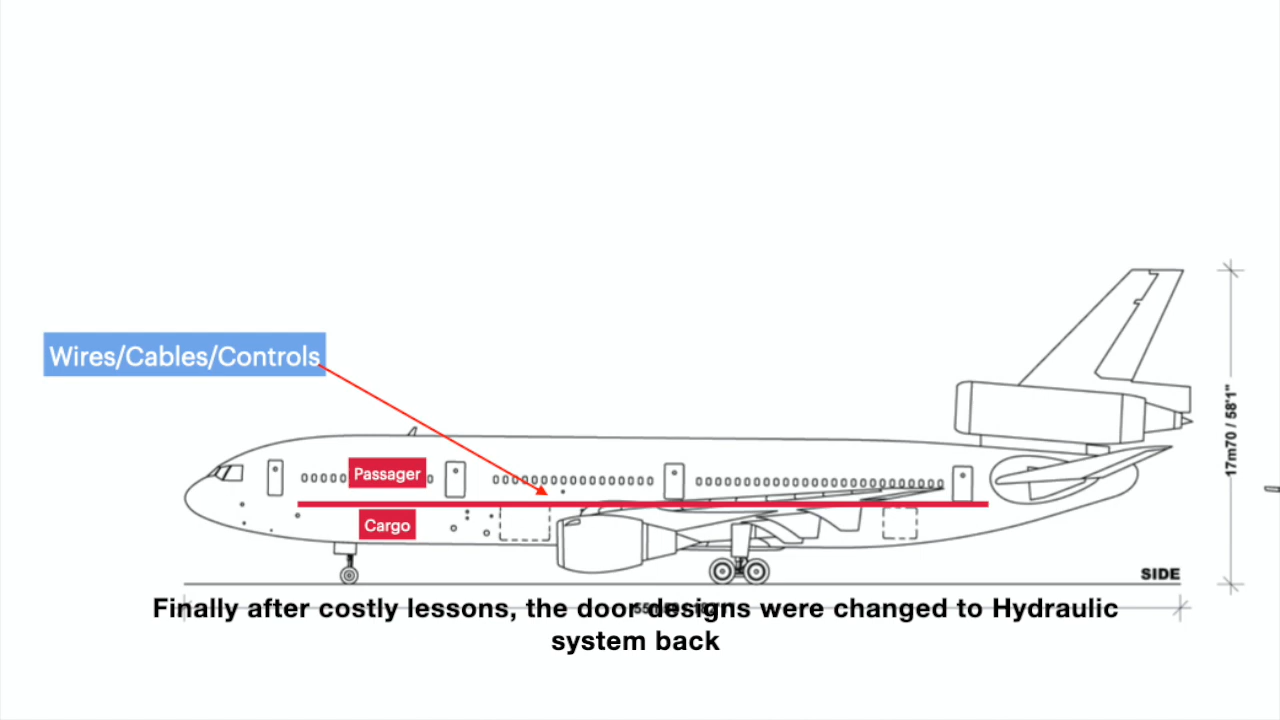 Wires/Cables/Controls
Passager
Cargo
17m70 / 58'1"
SIDE
Finally after costly lessons, the door designs were changed to Hydraulic
system back